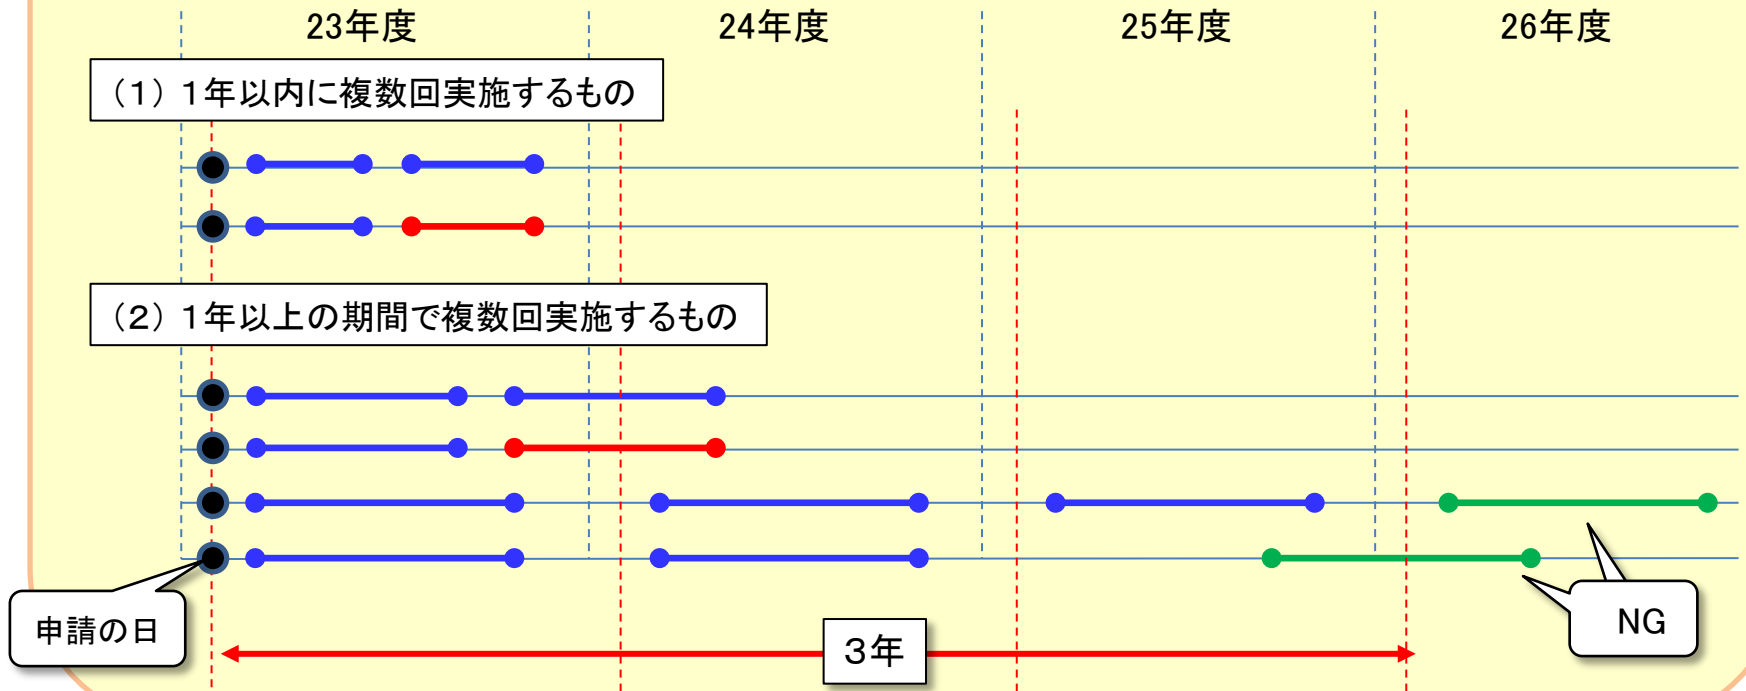 23年度
24年度
25年度
26年度
（１）１年以内に複数回実施するもの
（２）１年以上の期間で複数回実施するもの
申請の日
３年
NG